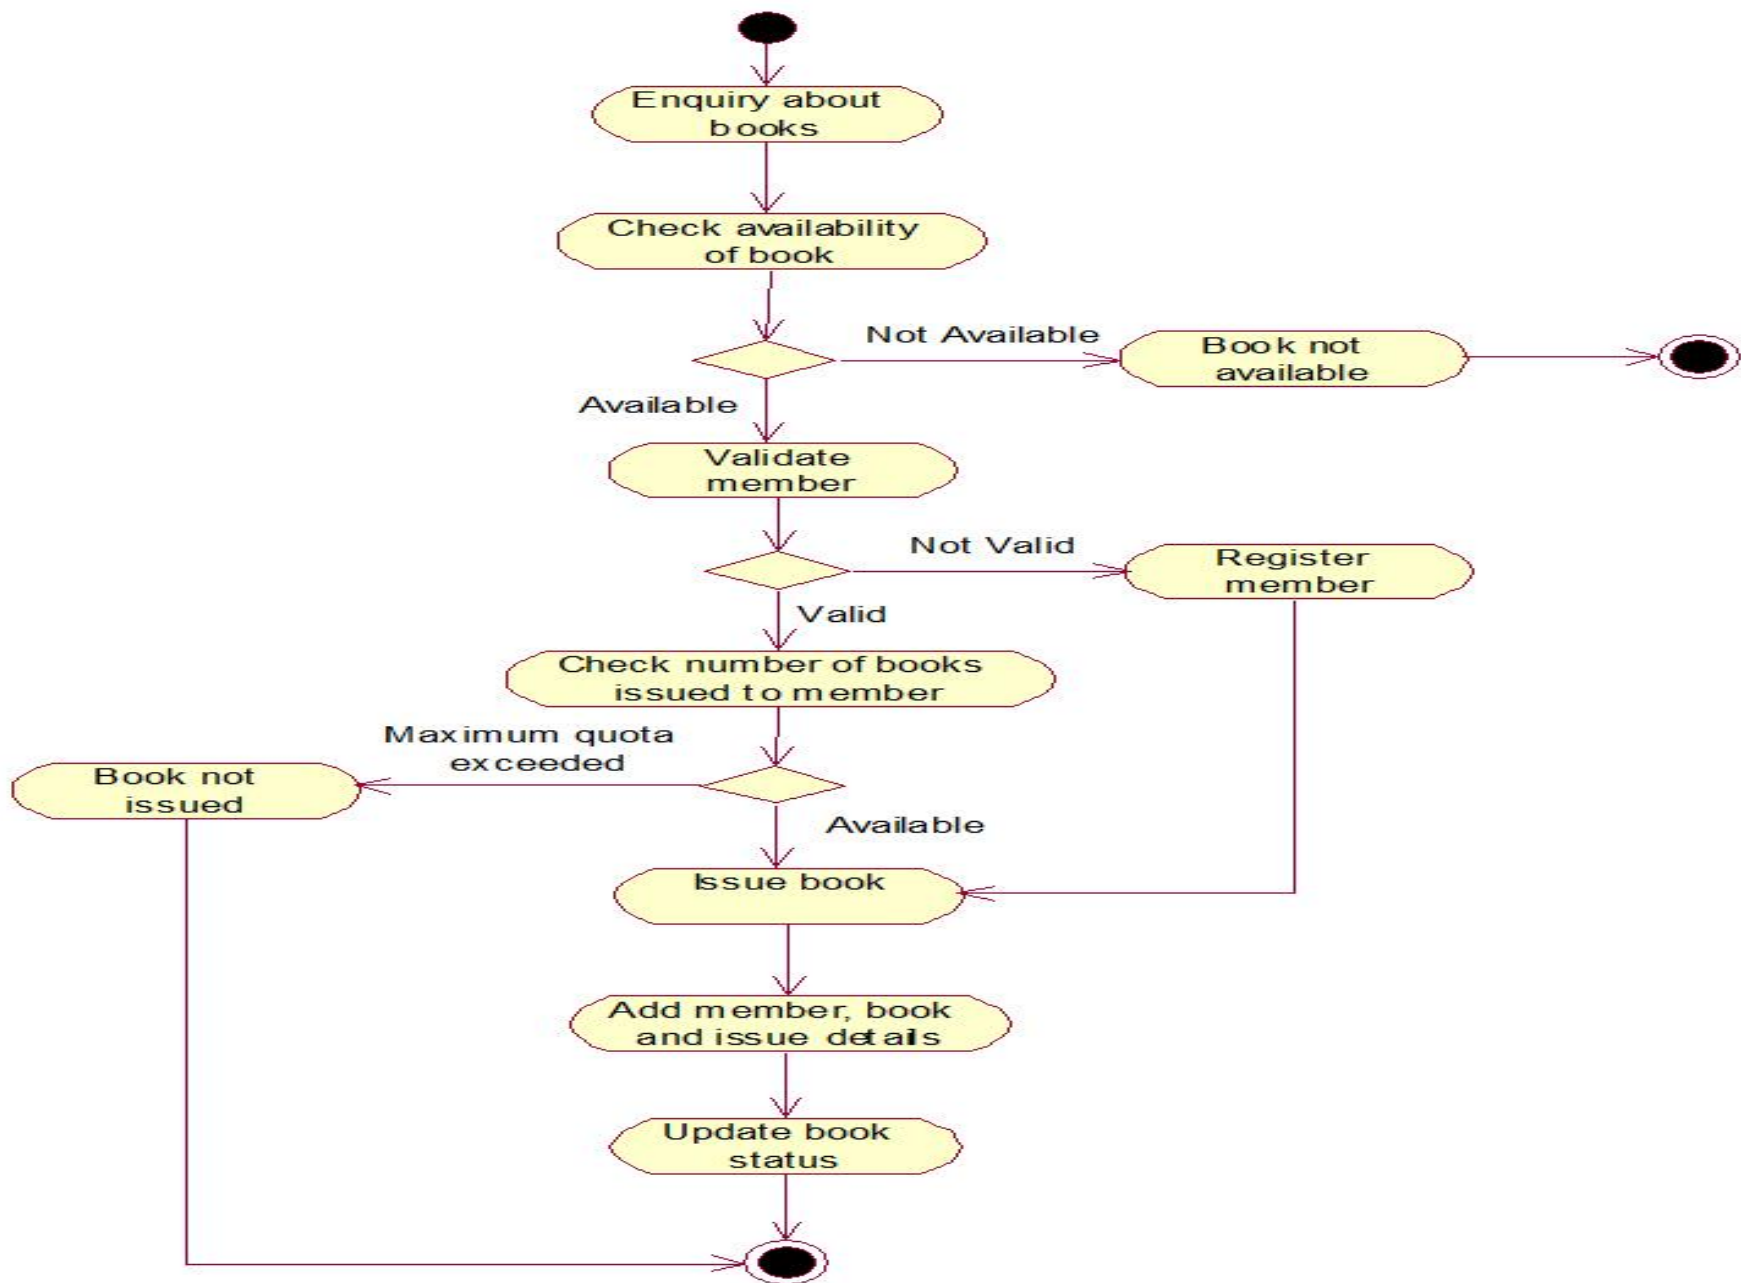 Enquiry about
books
Check availability
of book
Not Available
Book not
available
Available
Validate
member
Not Valid
Register
member
Valid
Check number of books
issued to member
Maximum quota
exceeded
Book not
issued
Available
Issue book
Add member, book
and issue details
Update book
status